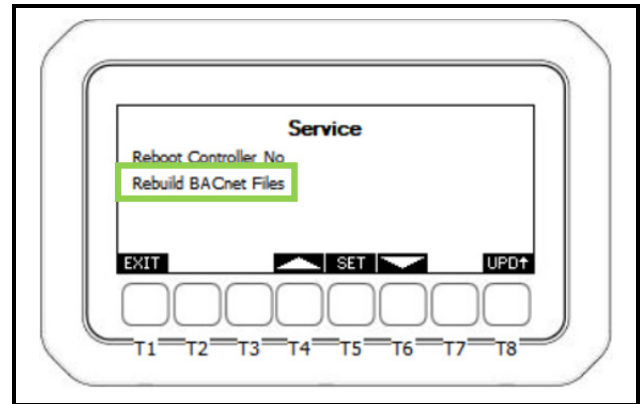 Service
Reboot Controller No
Rebuild BACnet Files
EXIT SET UPD↑
T1 T2 T3 T4 T5 T6 T7 T8